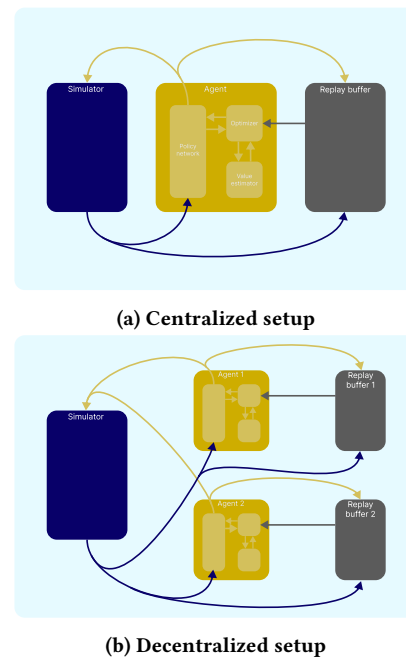 Simulator
Agent
Replay buffer
Optimizer
Policy
network
Value
estimator
(a) Centralized setup
Agent 1
Replay
buffer 1
Simulator
Agent 2
Replay
buffer 2
(b) Decentralized setup